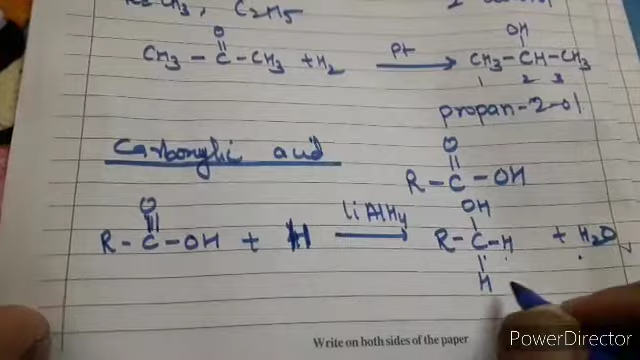 CH3, C2H5
O OH
CH3 - C - CH3 + H2 Pt CH3 - CH - CH3
1 2 3
propan-2-ol
Carboxylic acid
O
R - C - OH
O OH
R - C - OH + H LiAlH4 R - C - H + H2O
H
Write on both sides of the paper
PowerDirector